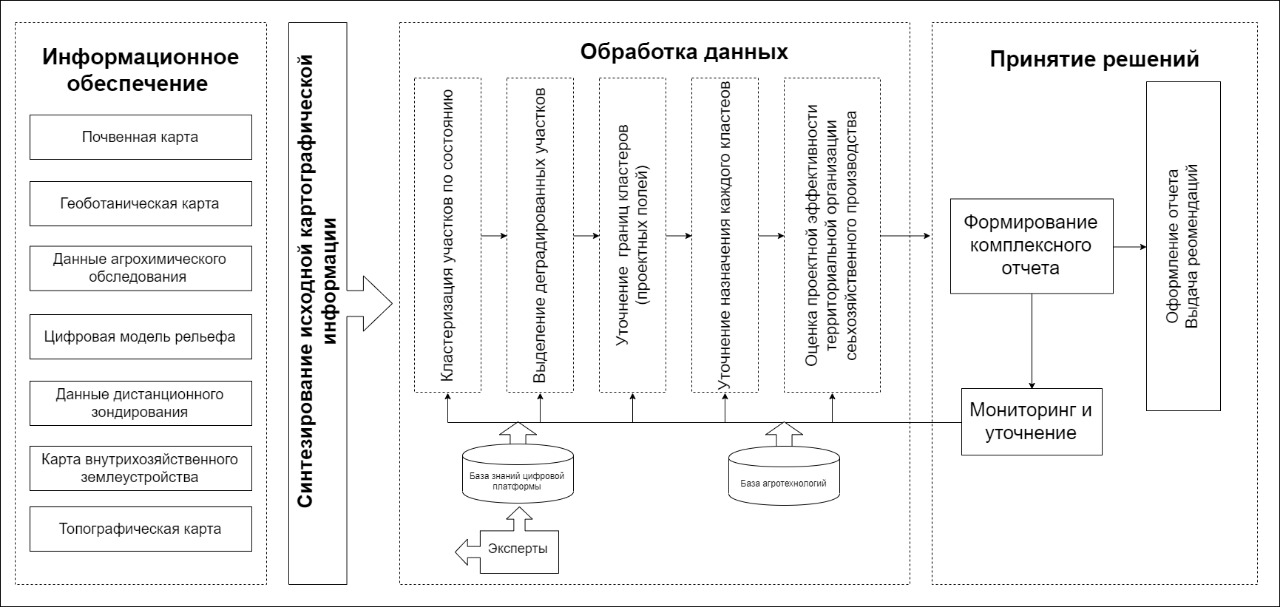 Информационное
обеспечение
Почвенная карта
Геоботаническая карта
Данные агрохимического
обследования
Цифровая модель рельефа
Данные дистанционного
зондирования
Карта внутрихозяйственного
землеустройства
Топографическая карта
Синтезирование исходной картографической
информации
Обработка данных
Кластеризация участков по состоянию
Выделение деградированных участков
Уточнение границ кластеров
(проектных полей)
Уточнение назначения каждого кластеов
Оценка проектной эффективности
территориальной организации
сеьхозяйственного производства
База знаний цифровой
платформы
База агротехнологий
Эксперты
Принятие решений
Формирование
комплексного
отчета
Мониторинг и
уточнение
Оформление отчета
Выдача реомендаций